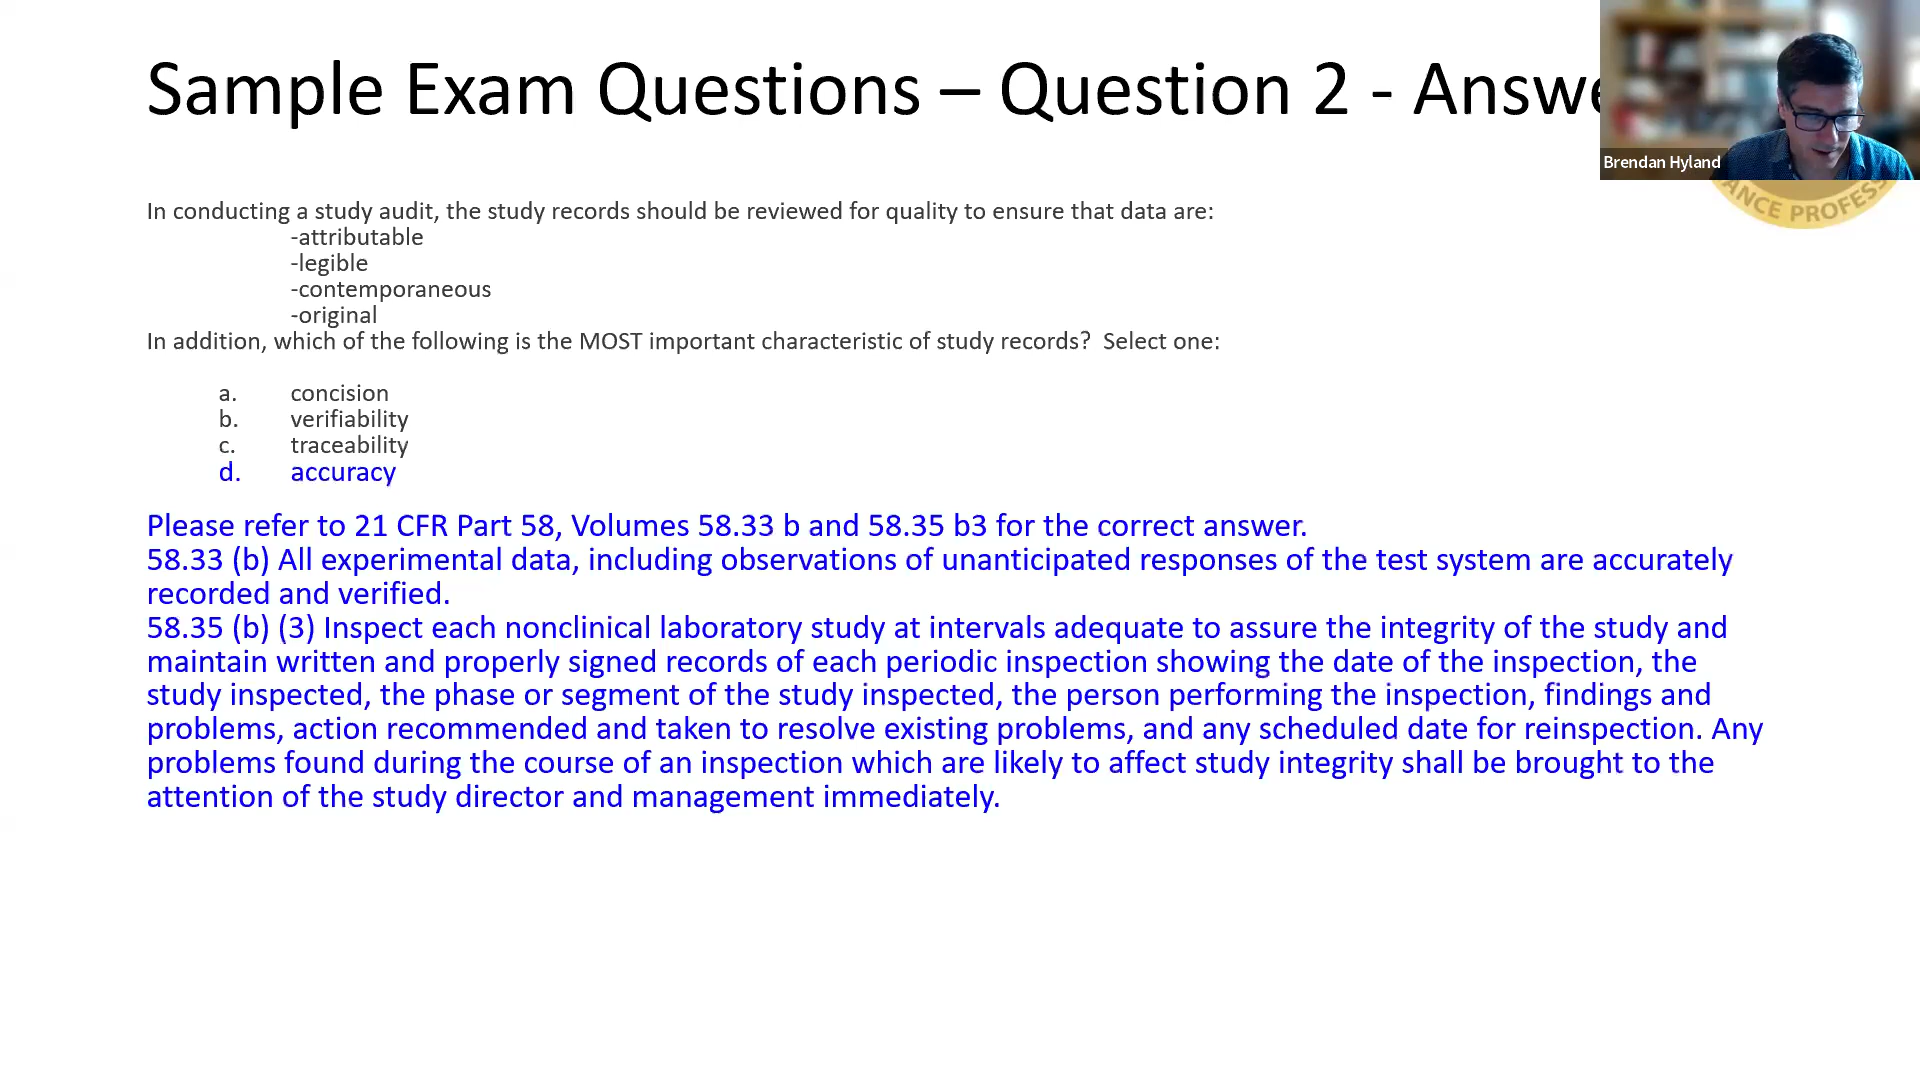 Sample Exam Questions – Question 2 - Answe
Brendan Hyland
ANCE PROFES
In conducting a study audit, the study records should be reviewed for quality to ensure that data are:
-attributable
-legible
-contemporaneous
-original
In addition, which of the following is the MOST important characteristic of study records? Select one:
a. concision
b. verifiability
c. traceability
d. accuracy
Please refer to 21 CFR Part 58, Volumes 58.33 b and 58.35 b3 for the correct answer.
58.33 (b) All experimental data, including observations of unanticipated responses of the test system are accurately
recorded and verified.
58.35 (b) (3) Inspect each nonclinical laboratory study at intervals adequate to assure the integrity of the study and
maintain written and properly signed records of each periodic inspection showing the date of the inspection, the
study inspected, the phase or segment of the study inspected, the person performing the inspection, findings and
problems, action recommended and taken to resolve existing problems, and any scheduled date for reinspection. Any
problems found during the course of an inspection which are likely to affect study integrity shall be brought to the
attention of the study director and management immediately.